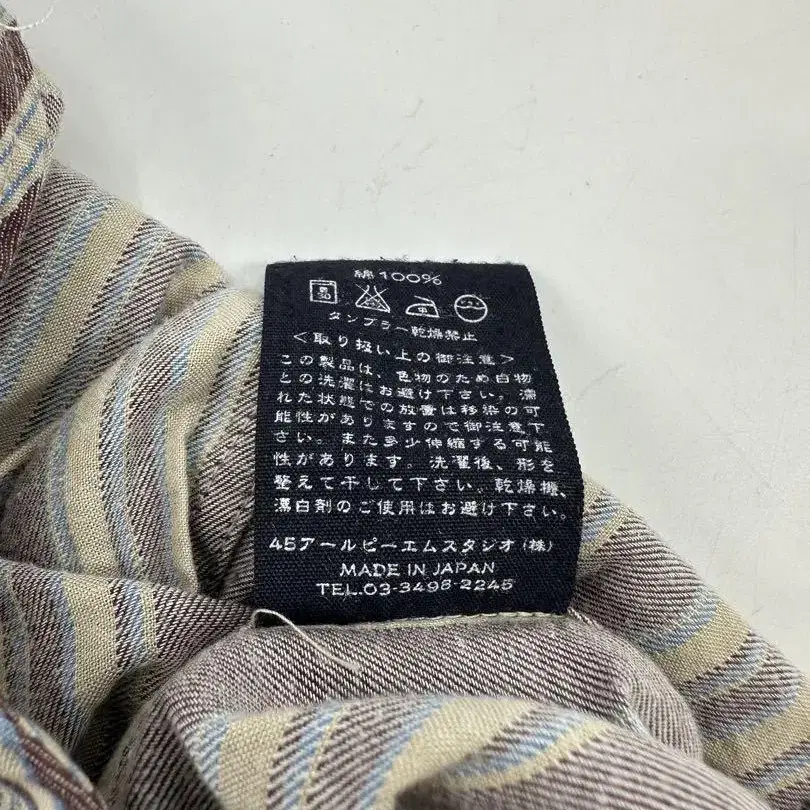 綿100%
タンブラー乾燥禁止
<取り扱い上の御注意>
この製品は、色物のため白物
との洗濯はお避け下さい。濡
れた状態での放置は移染の可
能性がありますので御注意下
さい。また多少伸縮する可能
性があります。洗濯後、形を
整えて干して下さい。乾燥機、
漂白剤のご使用はお避け下さい。
45アールピーエムスタジオ(株)
MADE IN JAPAN
TEL.03-3498-2245